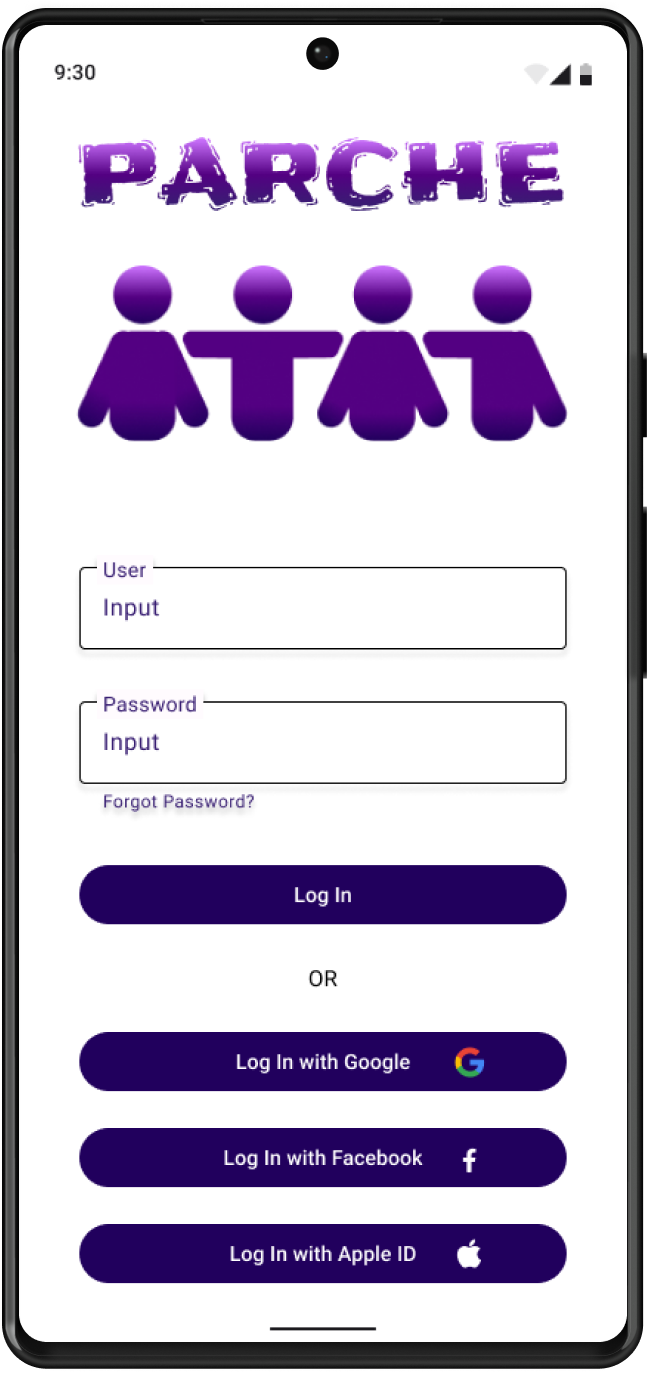 9:30
PARCHE
User
Input
Password
Input
Forgot Password?
Log In
OR
Log In with Google
Log In with Facebook
Log In with Apple ID